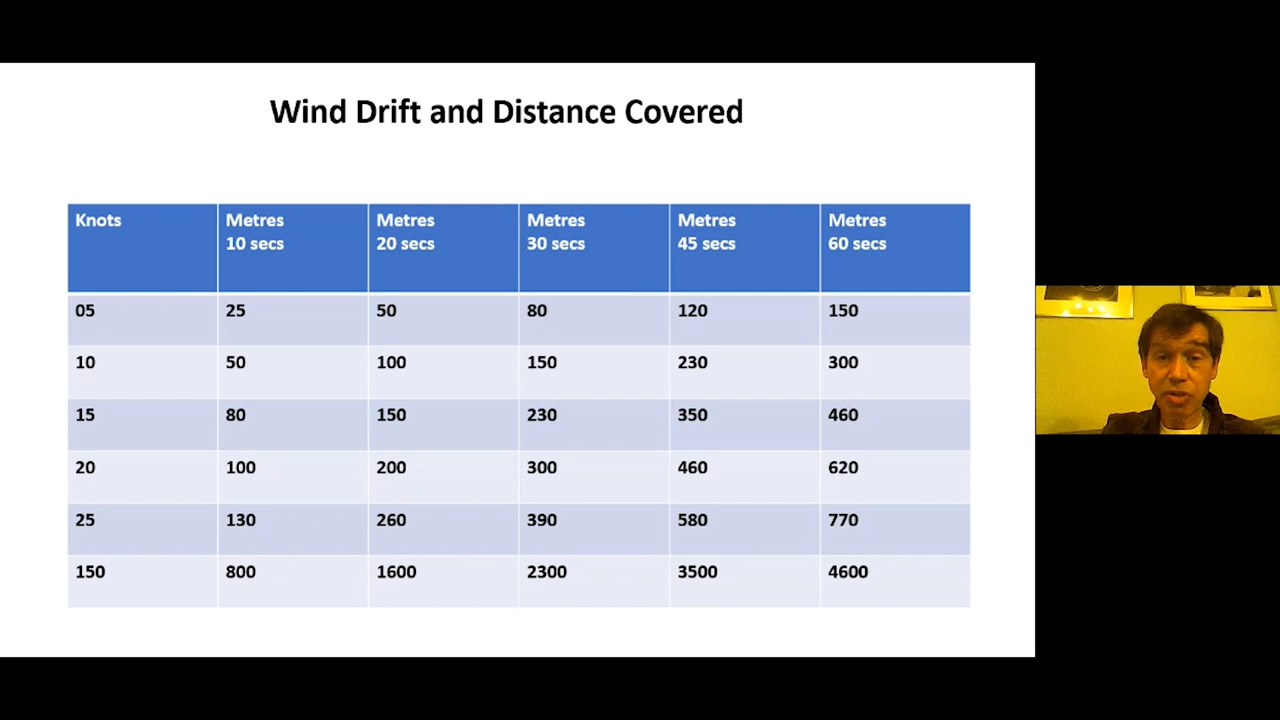 Wind Drift and Distance Covered
Knots Metres 10 secs Metres 20 secs Metres 30 secs Metres 45 secs Metres 60 secs
05 25 50 80 120 150
10 50 100 150 230 300
15 80 150 230 350 460
20 100 200 300 460 620
25 130 260 390 580 770
150 800 1600 2300 3500 4600